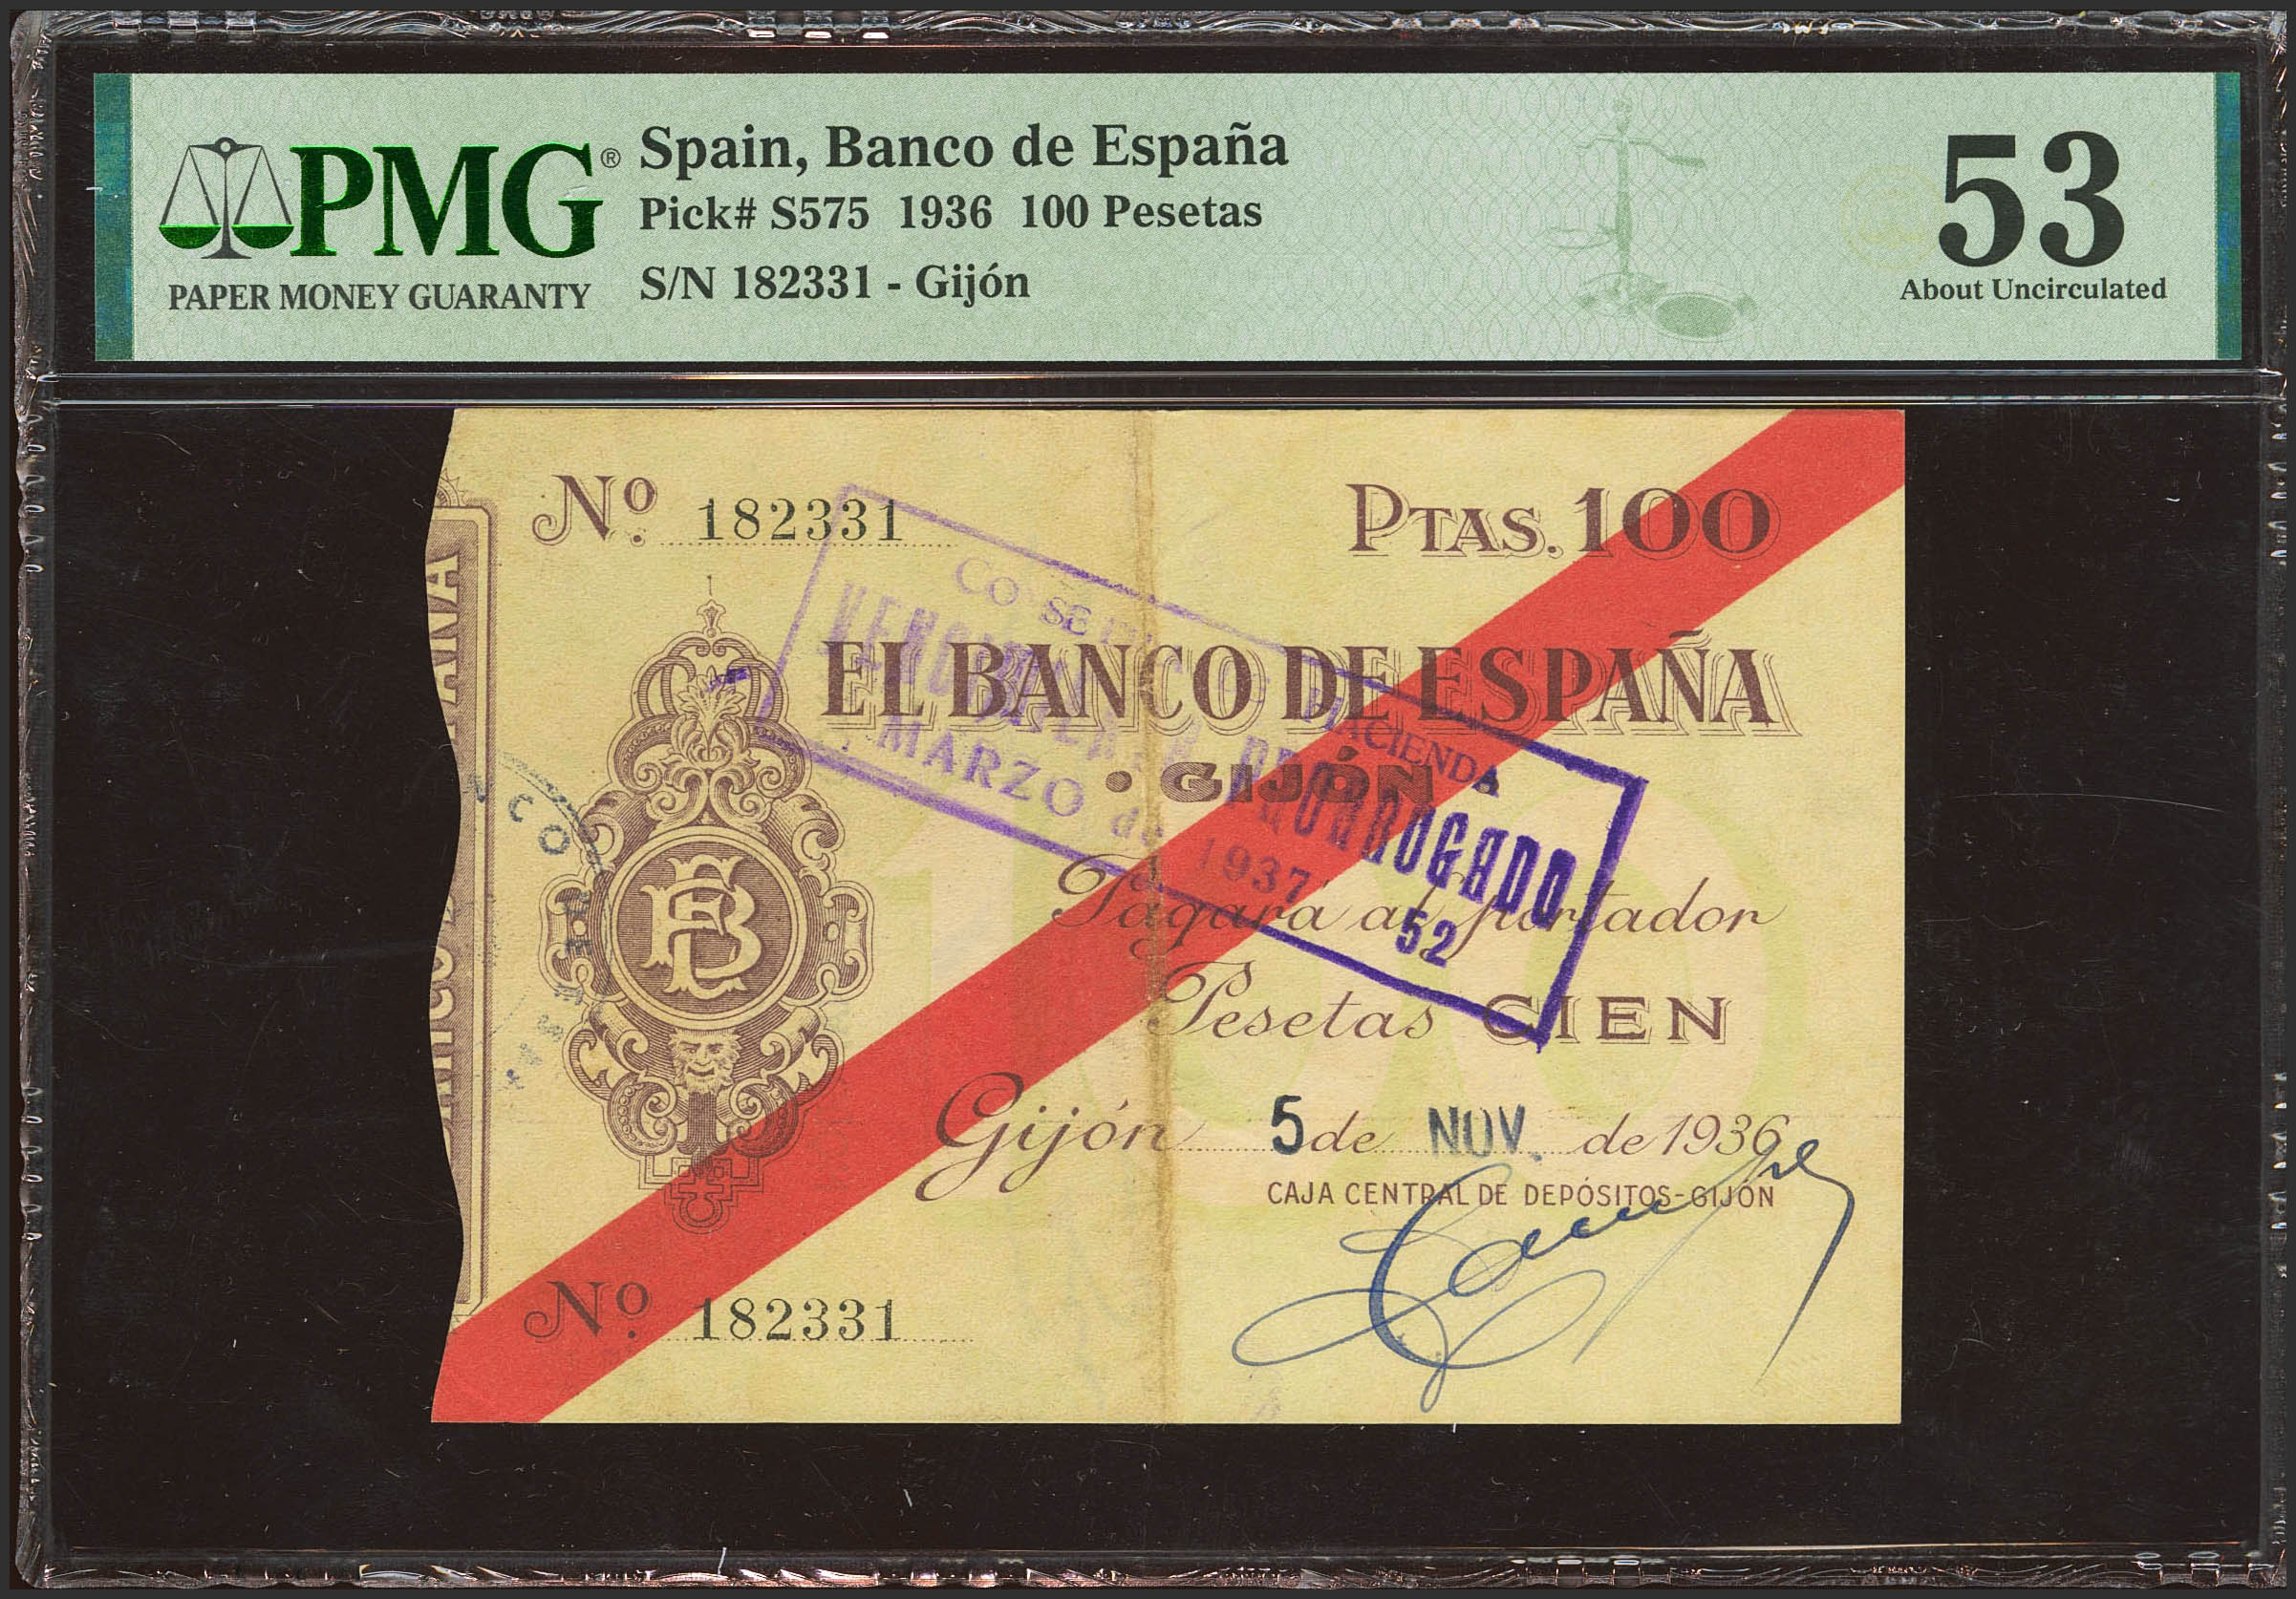 PMG®
PAPER MONEY GUARANTY
Spain, Banco de España
Pick# S575 1936 100 Pesetas
S/N 182331 - Gijón
53
About Uncirculated
Nº 182331
PTAS. 100
HACIENDA
PRORROGADO
MARZO de 1937
52
EL BANCO DE ESPAÑA
• GIJÓN •
Pagará al portador
Pesetas CIEN
Gijón 5 de NOV. de 1936
CAJA CENTRAL DE DEPÓSITOS-GIJÓN
Nº 182331